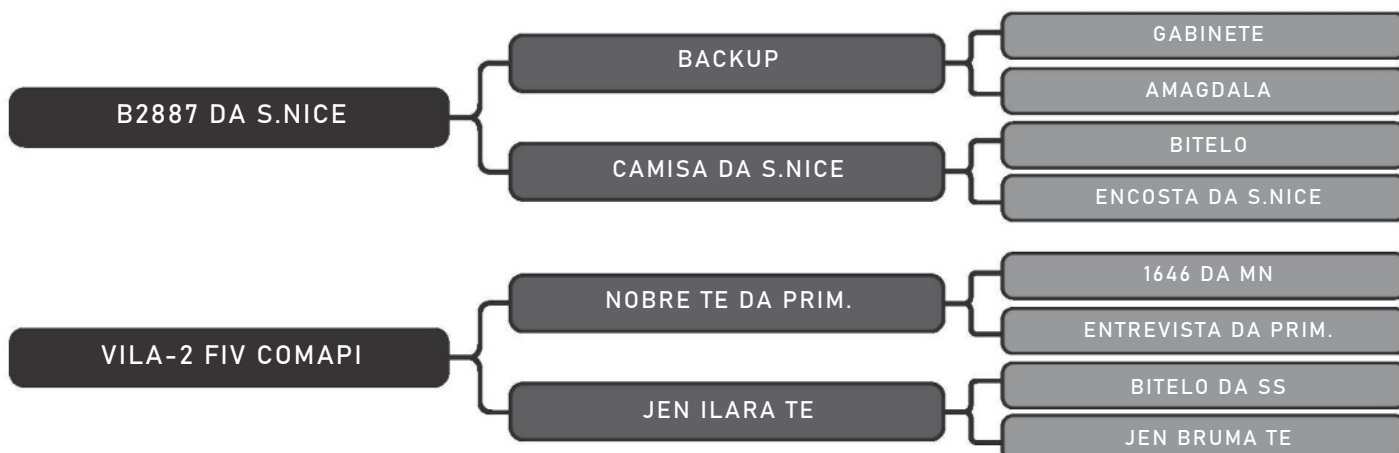 B2887 DA S.NICE
BACKUP
GABINETE
AMAGDALA
CAMISA DA S.NICE
BITELO
ENCOSTA DA S.NICE
VILA-2 FIV COMAPI
NOBRE TE DA PRIM.
1646 DA MN
ENTREVISTA DA PRIM.
JEN ILARA TE
BITELO DA SS
JEN BRUMA TE